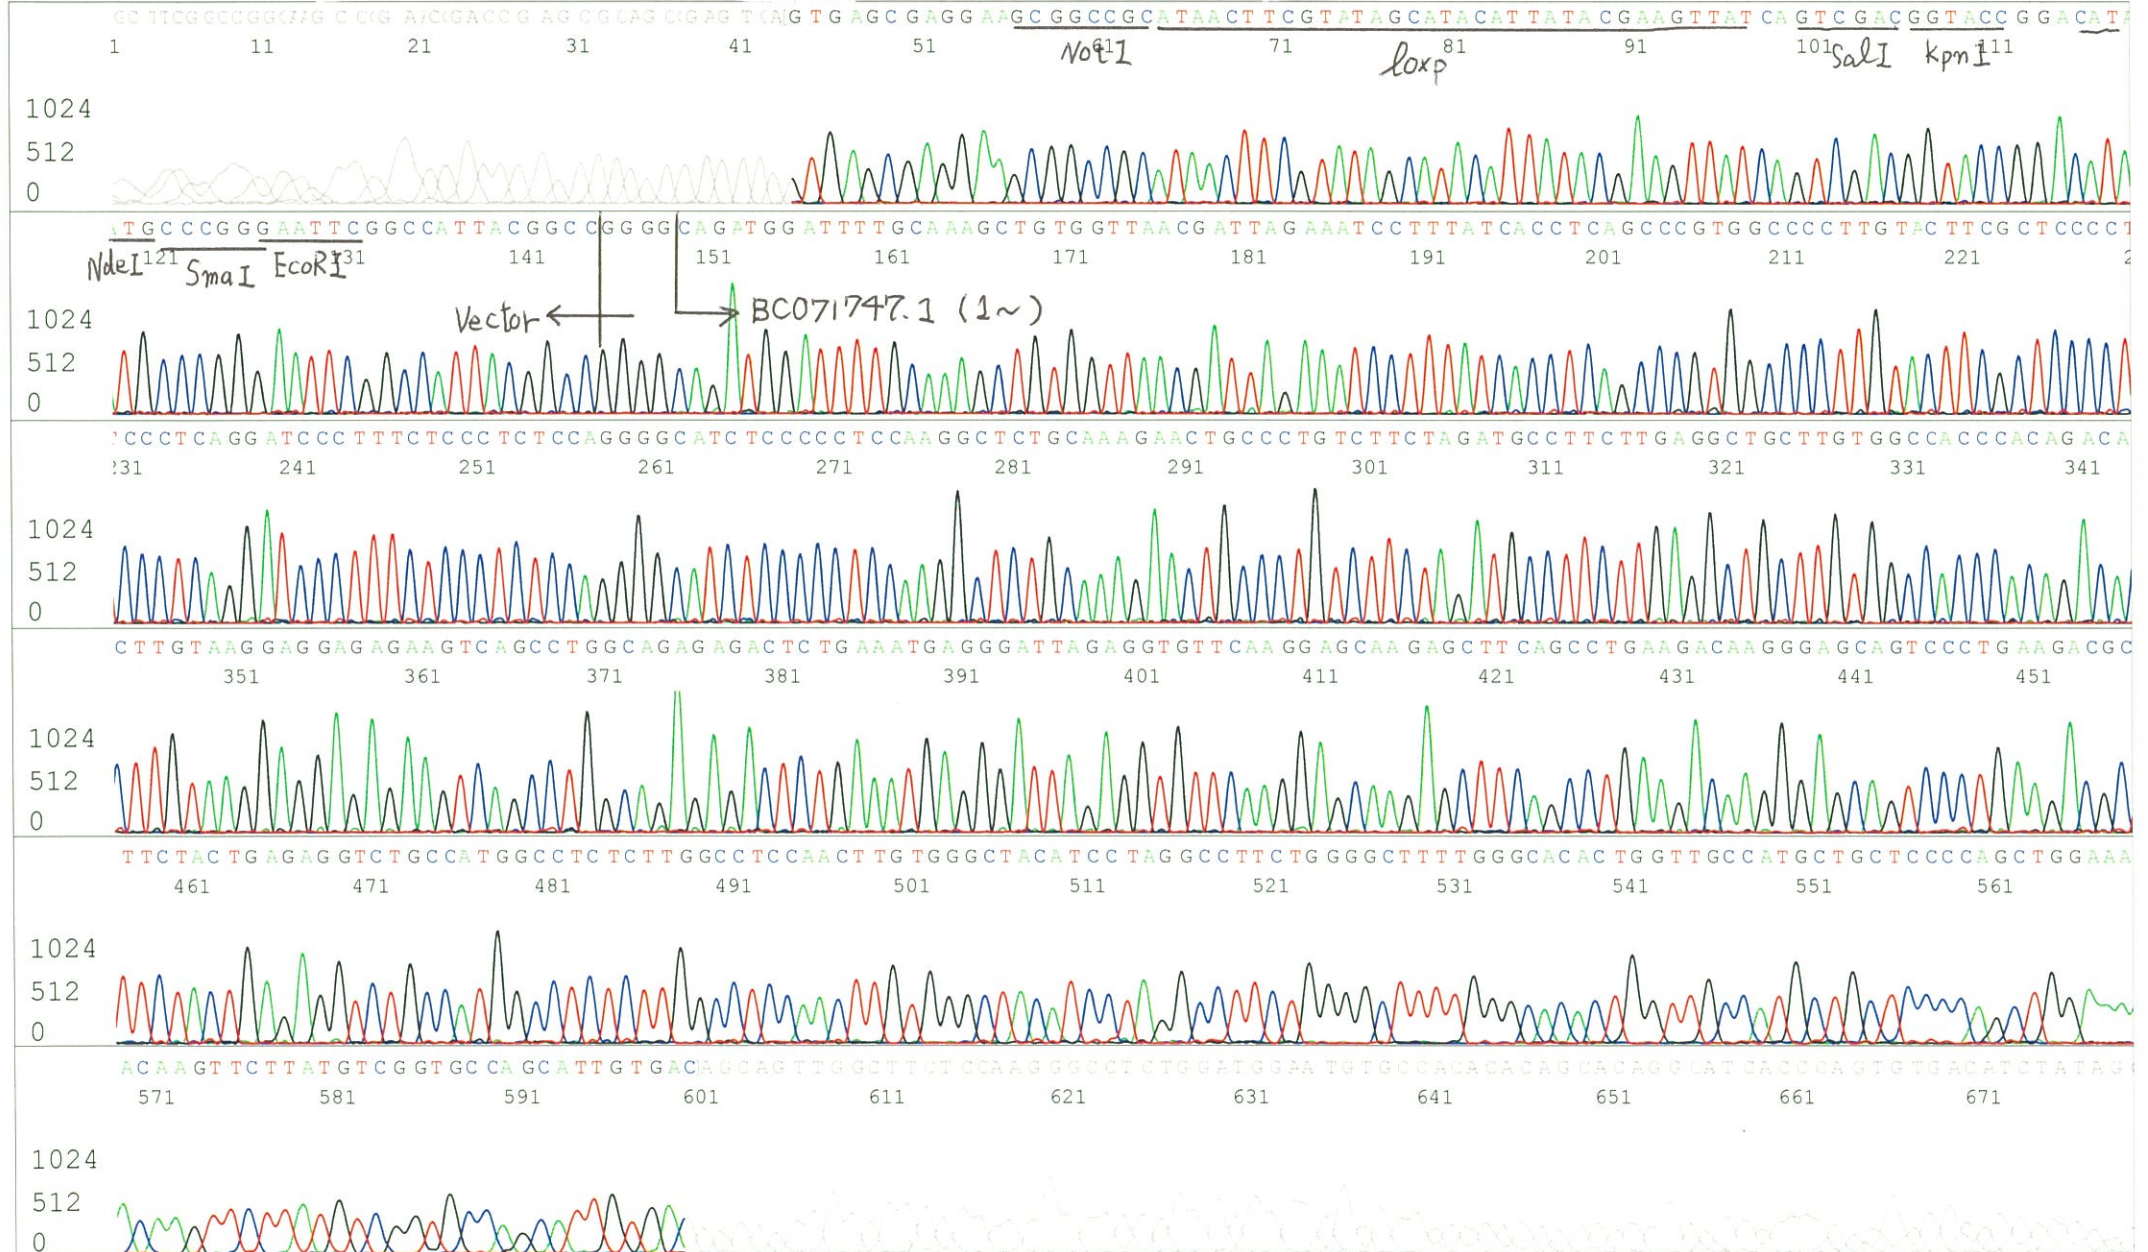 GTGAGCGAGGAAGCGGCCGCATAACTTCGTATAGCATACATTATACGAAGTTATCAGTCGACGGTACCGGACATA
1 11 21 31 41 51 61 71 81 91 101 111
NotI loxp SalI KpnI
1024
512
0
ATGCCCGGGAATTCGGCCATTACGGCCGGGGCAGATGGATTTTGCAAAGCTGTGGTTAACGATTAGAAATCCTTTATCACCTCAGCCCGTGGCCCCTTGTACTTCGCTCCCCT
NdeI 121 SmaI EcoRI 131 141 151 161 171 181 191 201 211 221 2
Vector BC071747.1 (1~)
1024
512
0
TCCCTCAGGATCCCTTTCTCCCTCTCCAGGGGCATCTCCCCCTCCAAGGCTCTGCAAAGAACTGCCCTGTCTTCTAGATGCCTTCTTGAGGCTGCTTGTGGCCACCCACAGACA
231 241 251 261 271 281 291 301 311 321 331 341
1024
512
0
CTTGTAAGGAGGAGAGAAGTCAGCCTGGCAGAGAGACTCTGAAATGAGGGATTAGAGGTGTTCAAGGAGCAAGAGCTTCAGCCTGAAGACAAGGGAGCAGTCCCTGAAGACGC
351 361 371 381 391 401 411 421 431 441 451
1024
512
0
TTCTACTGAGAGGTCTGCCATGGCCTCTCTTGGCCTCCAACTTGTGGGCTACATCCTAGGCCTTCTGGGGCTTTTGGGCACACTGGTTGCCATGCTGCTCCCCAGCTGGAAA
461 471 481 491 501 511 521 531 541 551 561
1024
512
0
ACAAGTTCTTATGTCGGTGCCAGCATTGTGACAGCAGTTGGCTTCTCCAAGGGCCTCTGGATGGAATGTGCCACACACAGCACAGGCATCACCCAGTGTGACATCTATAG
571 581 591 601 611 621 631 641 651 661 671
1024
512
0